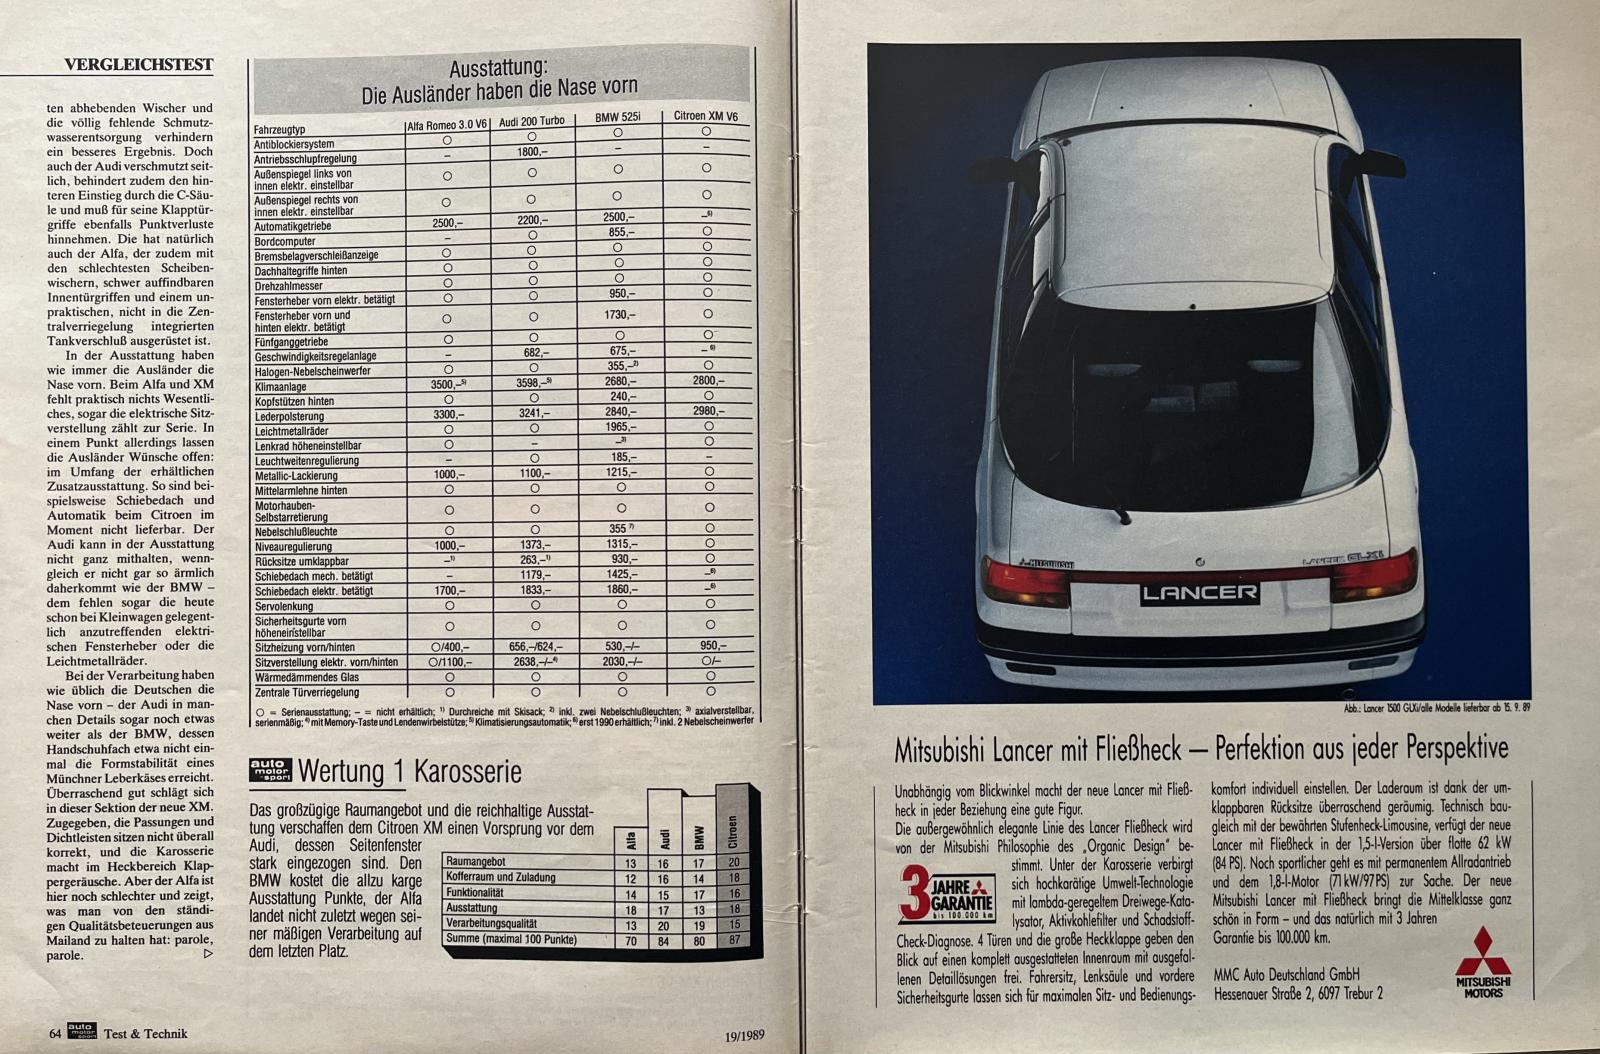 VERGLEICHSTEST
ten abhebenden Wischer und
die völlig fehlende Schmutz-
wasserentsorgung verhindern
ein besseres Ergebnis. Doch
auch der Audi verschmutzt seit-
lich, behindert zudem den hin-
teren Einstieg durch die C-Säu-
le und muß für seine Klapptür-
griffe ebenfalls Punktverluste
hinnehmen. Die hat natürlich
auch der Alfa, der zudem mit
den schlechtesten Scheiben-
wischern, schwer auffindbaren
Innentürgriffen und einem un-
praktischen, nicht in die Zen-
tralverriegelung integrierten
Tankverschluß ausgerüstet ist.
In der Ausstattung haben
wie immer die Ausländer die
Nase vorn. Beim Alfa und XM
fehlt praktisch nichts Wesentli-
ches, sogar die elektrische Sitz-
verstellung zählt zur Serie. In
einem Punkt allerdings lassen
die Ausländer Wünsche offen:
im Umfang der erhältlichen
Zusatzausstattung. So sind bei-
spielsweise Schiebedach und
Automatik beim Citroen im
Moment nicht lieferbar. Der
Audi kann in der Ausstattung
nicht ganz mithalten, wenn-
gleich er nicht gar so ärmlich
daherkommt wie der BMW –
dem fehlen sogar die heute
schon bei Kleinwagen gelegent-
lich anzutreffenden elektri-
schen Fensterheber oder die
Leichtmetallräder.
Bei der Verarbeitung haben
wie üblich die Deutschen die
Nase vorn – der Audi in man-
chen Details sogar noch etwas
weiter als der BMW, dessen
Handschuhfach etwa nicht ein-
mal die Formstabilität eines
Münchner Leberkäses erreicht.
Überraschend gut schlägt sich
in dieser Sektion der neue XM.
Zugegeben, die Passungen und
Dichtleisten sitzen nicht überall
korrekt, und die Karosserie
macht im Heckbereich Klap-
pergeräusche. Aber der Alfa ist
hier noch schlechter und zeigt,
was man von den ständi-
gen Qualitätsbeteuerungen aus
Mailand zu halten hat: parole,
parole. ▷
Ausstattung:
Die Ausländer haben die Nase vorn
Fahrzeugtyp Alfa Romeo 3.0 V6 Audi 200 Turbo BMW 525i Citroen XM V6
Antiblockiersystem ○ ○ ○ ○
Antriebsschlupfregelung – 1800,– – –
Außenspiegel links von
innen elektr. einstellbar ○ ○ ○ ○
Außenspiegel rechts von
innen elektr. einstellbar ○ ○ ○ ○
Automatikgetriebe 2500,– 2200,– 2500,– –⁶⁾
Bordcomputer – ○ 855,– ○
Bremsbelagverschleißanzeige ○ ○ ○ ○
Dachhaltegriffe hinten ○ ○ ○ ○
Drehzahlmesser ○ ○ ○ ○
Fensterheber vorn elektr. betätigt ○ ○ 950,– ○
Fensterheber vorn und
hinten elektr. betätigt ○ ○ 1730,– ○
Fünfganggetriebe ○ ○ ○ ○
Geschwindigkeitsregelanlage – 682,– 675,– –⁶⁾
Halogen-Nebelscheinwerfer ○ ○ 355,–²⁾ ○
Klimaanlage 3500,–⁵⁾ 3598,–⁵⁾ 2680,– 2800,–
Kopfstützen hinten ○ ○ 240,– ○
Lederpolsterung 3300,– 3241,– 2840,– 2980,–
Leichtmetallräder ○ ○ 1965,– ○
Lenkrad höheneinstellbar ○ – –³⁾ ○
Leuchtweitenregulierung – ○ 185,– –
Metallic-Lackierung 1000,– 1100,– 1215,– ○
Mittelarmlehne hinten ○ ○ ○ ○
Motorhauben-
Selbstarretierung ○ ○ ○ ○
Nebelschlußleuchte ○ ○ 355 ⁷⁾ ○
Niveauregulierung 1000,– 1373,– 1315,– ○
Rücksitze umklappbar –¹⁾ 263,–¹⁾ 930,– ○
Schiebedach mech. betätigt – 1179,– 1425,– –⁶⁾
Schiebedach elektr. betätigt 1700,– 1833,– 1860,– –⁶⁾
Servolenkung ○ ○ ○ ○
Sicherheitsgurte vorn
höheneinstellbar ○ ○ ○ ○
Sitzheizung vorn/hinten ○/400,– 656,–/624,– 530,–/– 950,–
Sitzverstellung elektr. vorn/hinten ○/1100,– 2638,–/–⁴⁾ 2030,–/– ○/–
Wärmedämmendes Glas ○ ○ ○ ○
Zentrale Türverriegelung ○ ○ ○ ○
○ = Serienausstattung; – = nicht erhältlich; ¹⁾ Durchreiche mit Skisack; ²⁾ inkl. zwei Nebelschlußleuchten; ³⁾ axialverstellbar,
serienmäßig; ⁴⁾ mit Memory-Taste und Lendenwirbelstütze; ⁵⁾ Klimatisierungsautomatik; ⁶⁾ erst 1990 erhältlich; ⁷⁾ inkl. 2 Nebelscheinwerfer
auto motor sport Wertung 1 Karosserie
Das großzügige Raumangebot und die reichhaltige Ausstat-
tung verschaffen dem Citroen XM einen Vorsprung vor dem
Audi, dessen Seitenfenster
stark eingezogen sind. Den
BMW kostet die allzu karge
Ausstattung Punkte, der Alfa
landet nicht zuletzt wegen sei-
ner mäßigen Verarbeitung auf
dem letzten Platz.
Alfa Audi BMW Citroen
Raumangebot 13 16 17 20
Kofferraum und Zuladung 12 16 14 18
Funktionalität 14 15 17 16
Ausstattung 18 17 13 18
Verarbeitungsqualität 13 20 19 15
Summe (maximal 100 Punkte) 70 84 80 87
64 auto motor sport Test & Technik
19/1989
MITSUBISHI
LANCER GLXi
LANCER
Abb.: Lancer 1500 GLXi/alle Modelle lieferbar ab 15. 9. 89
Mitsubishi Lancer mit Fließheck — Perfektion aus jeder Perspektive
Unabhängig vom Blickwinkel macht der neue Lancer mit Fließ-
heck in jeder Beziehung eine gute Figur.
Die außergewöhnlich elegante Linie des Lancer Fließheck wird
von der Mitsubishi Philosophie des „Organic Design" be-
stimmt. Unter der Karosserie verbirgt
sich hochkarätige Umwelt-Technologie
mit lambda-geregeltem Dreiwege-Kata-
lysator, Aktivkohlefilter und Schadstoff-
3 JAHRE
GARANTIE
bis 100.000 km
Check-Diagnose. 4 Türen und die große Heckklappe geben den
Blick auf einen komplett ausgestatteten Innenraum mit ausgefal-
lenen Detaillösungen frei. Fahrersitz, Lenksäule und vordere
Sicherheitsgurte lassen sich für maximalen Sitz- und Bedienungs-
komfort individuell einstellen. Der Laderaum ist dank der um-
klappbaren Rücksitze überraschend geräumig. Technisch bau-
gleich mit der bewährten Stufenheck-Limousine, verfügt der neue
Lancer mit Fließheck in der 1,5-l-Version über flotte 62 kW
(84 PS). Noch sportlicher geht es mit permanentem Allradantrieb
und dem 1,8-l-Motor (71 kW/97 PS) zur Sache. Der neue
Mitsubishi Lancer mit Fließheck bringt die Mittelklasse ganz
schön in Form – und das natürlich mit 3 Jahren
Garantie bis 100.000 km.
MMC Auto Deutschland GmbH
Hessenauer Straße 2, 6097 Trebur 2
MITSUBISHI
MOTORS